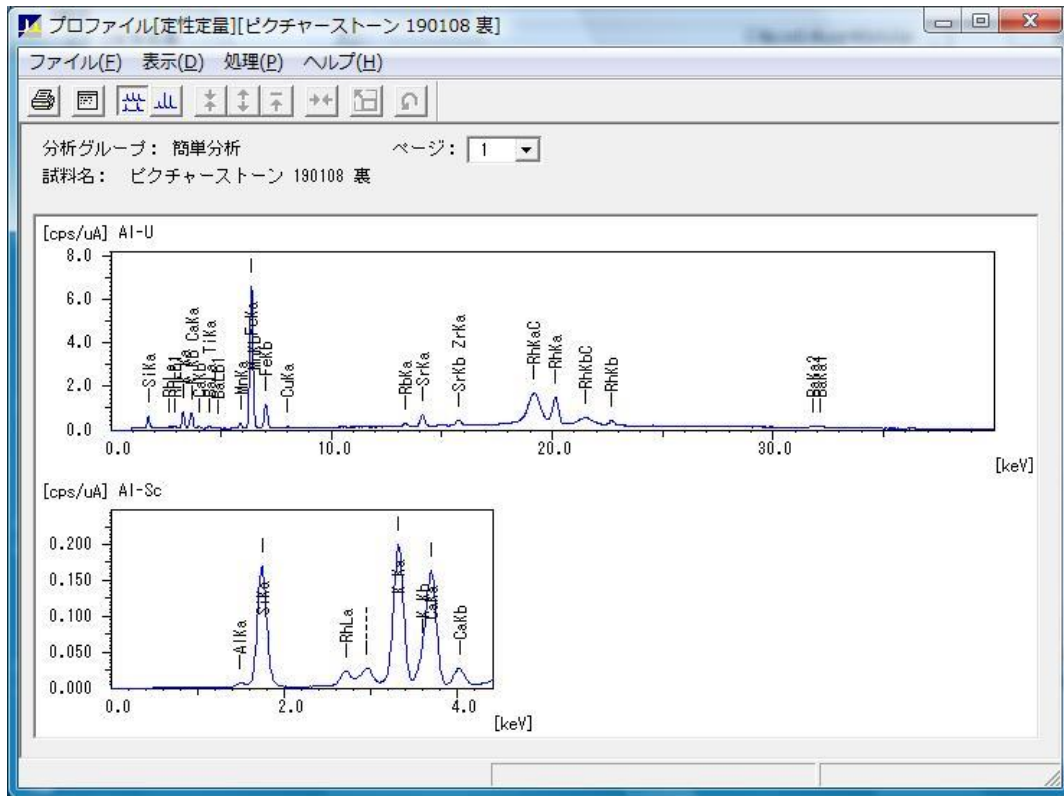 プロファイル[定性定量][ピクチャーストーン 190108 裏]
ファイル(F) 表示(D) 処理(P) ヘルプ(H)
分析グループ: 簡単分析 ページ: 1
試料名: ピクチャーストーン 190108 裏
[cps/uA] Al-U
8.0
6.0
4.0
2.0
0.0
SiKa
CaKa
TiKa
MnKa
FeKa
FeKb
CuKa
RbKa
SrKa
SrKb ZrKa
RhKaC
RhKa
RhKbC
RhKb
0.0 10.0 20.0 30.0
[keV]
[cps/uA] Al-Sc
0.200
0.150
0.100
0.050
0.000
AlKa
SiKa
RhLa
K Ka
K Kb
CaKa
CaKb
0.0 2.0 4.0
[keV]